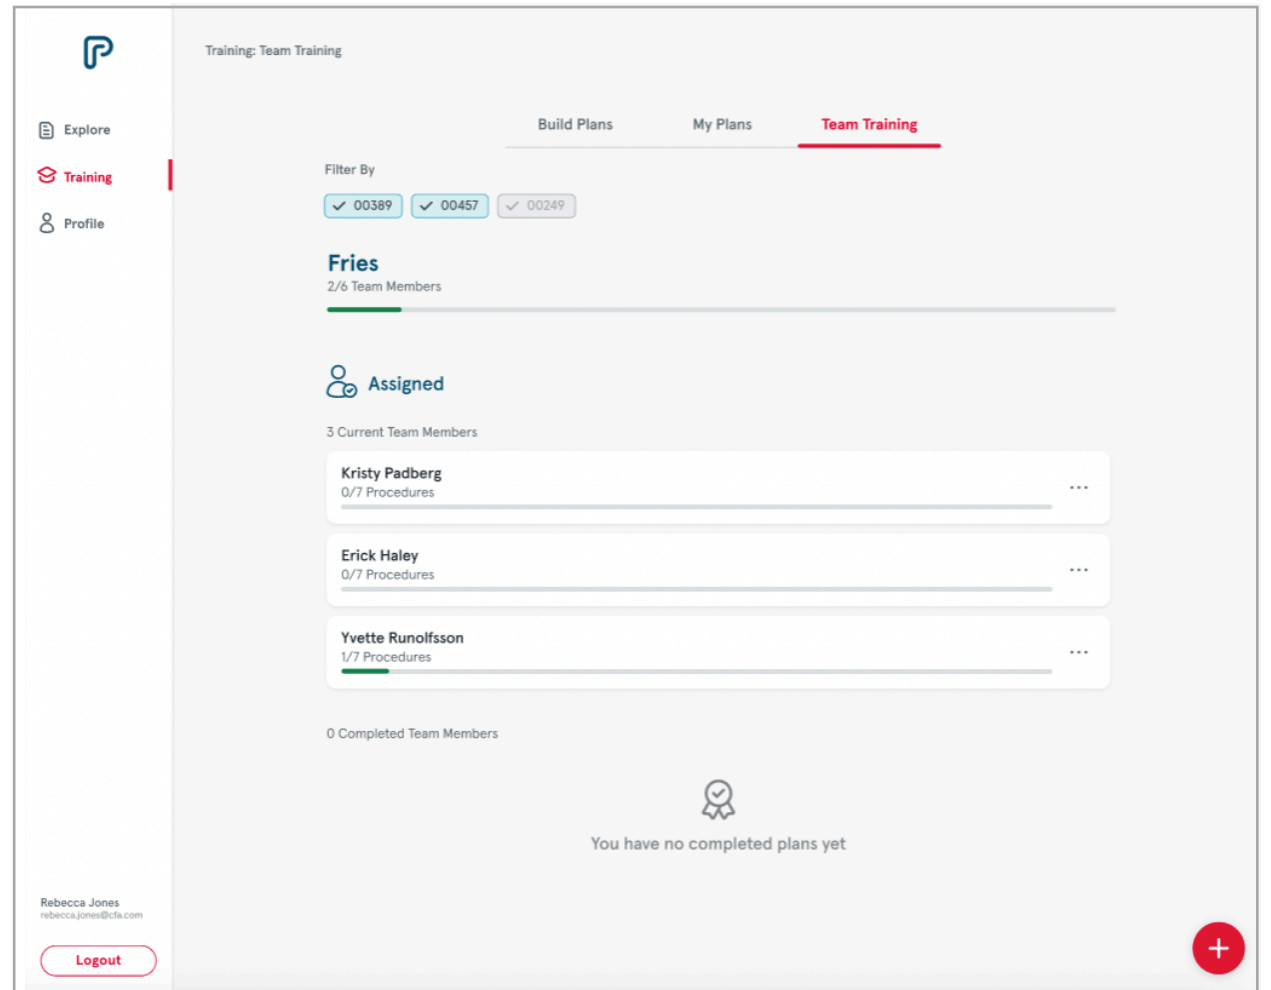 Training: Team Training
Explore
Training
Profile
Build Plans
My Plans
Team Training
Filter By
00389
00457
00249
Fries
2/6 Team Members
Assigned
3 Current Team Members
Kristy Padberg
0/7 Procedures
...
Erick Haley
0/7 Procedures
...
Yvette Runolfsson
1/7 Procedures
...
0 Completed Team Members
You have no completed plans yet
Rebecca Jones
rebecca.jones@cfa.com
Logout